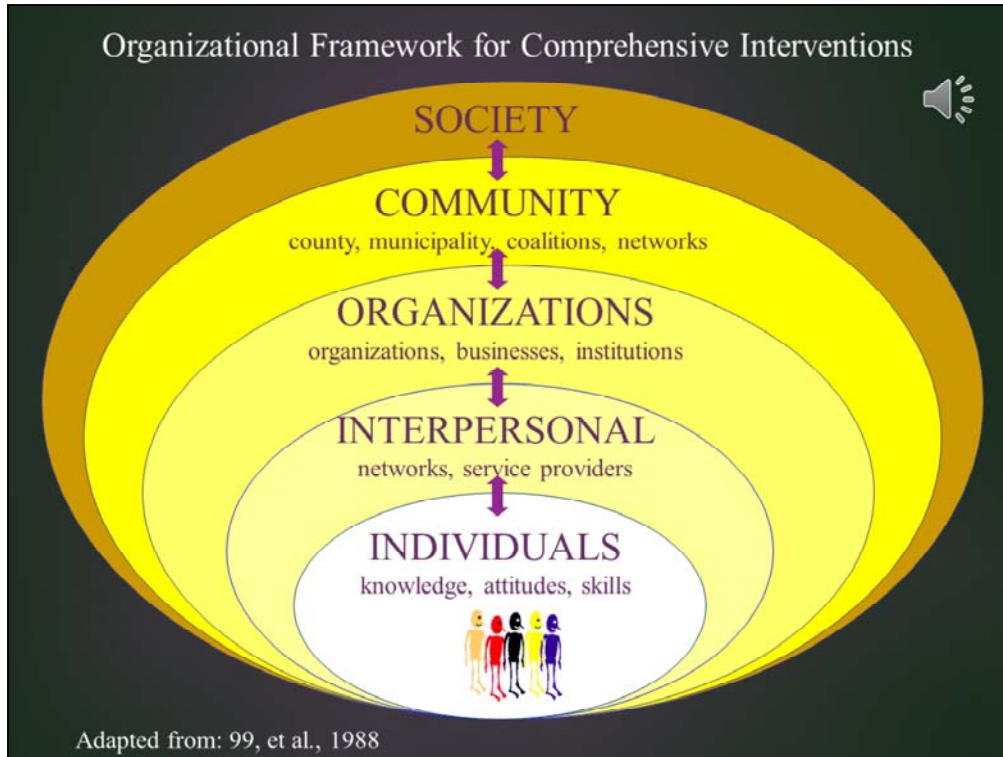 Organizational Framework for Comprehensive Interventions
SOCIETY
COMMUNITY
county, municipality, coalitions, networks
ORGANIZATIONS
organizations, businesses, institutions
INTERPERSONAL
networks, service providers
INDIVIDUALS
knowledge, attitudes, skills
Adapted from: 99, et al., 1988